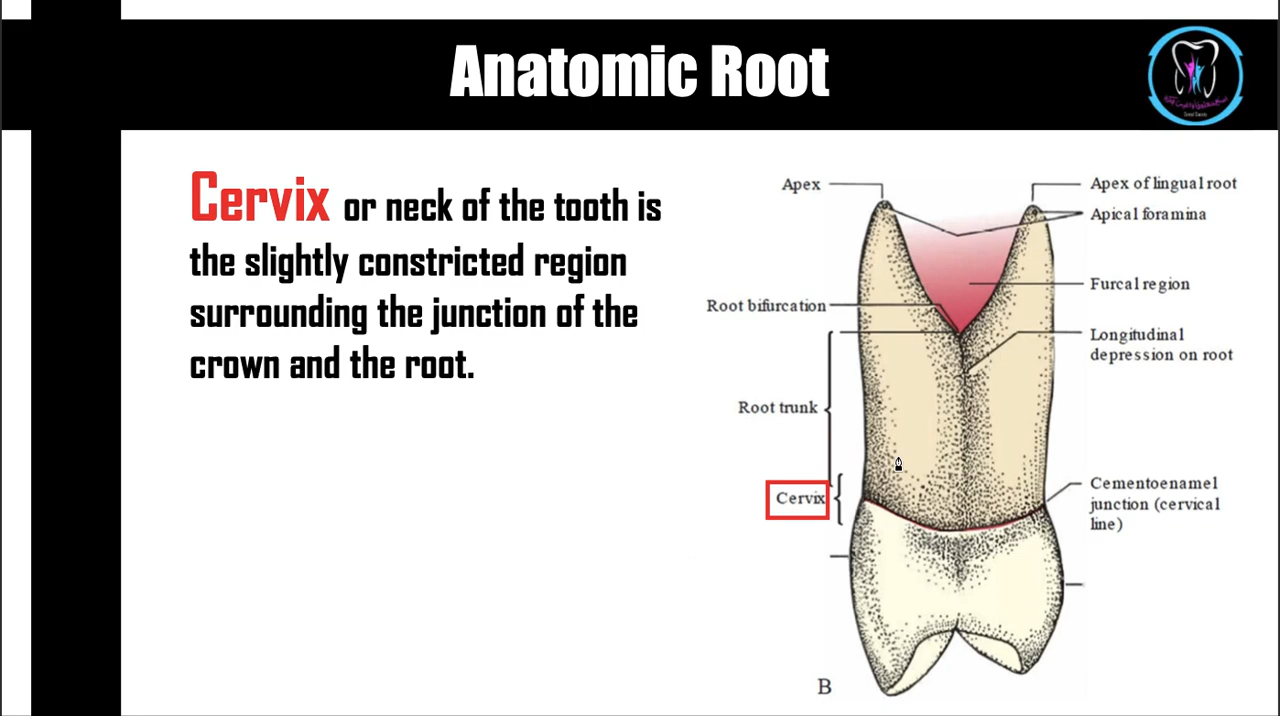 Anatomic Root
Cervix or neck of the tooth is
the slightly constricted region
surrounding the junction of the
crown and the root.
Apex
Apex of lingual root
Apical foramina
Furcal region
Root bifurcation
Longitudinal
depression on root
Root trunk
Cervix
Cementoenamel
junction (cervical
line)
B